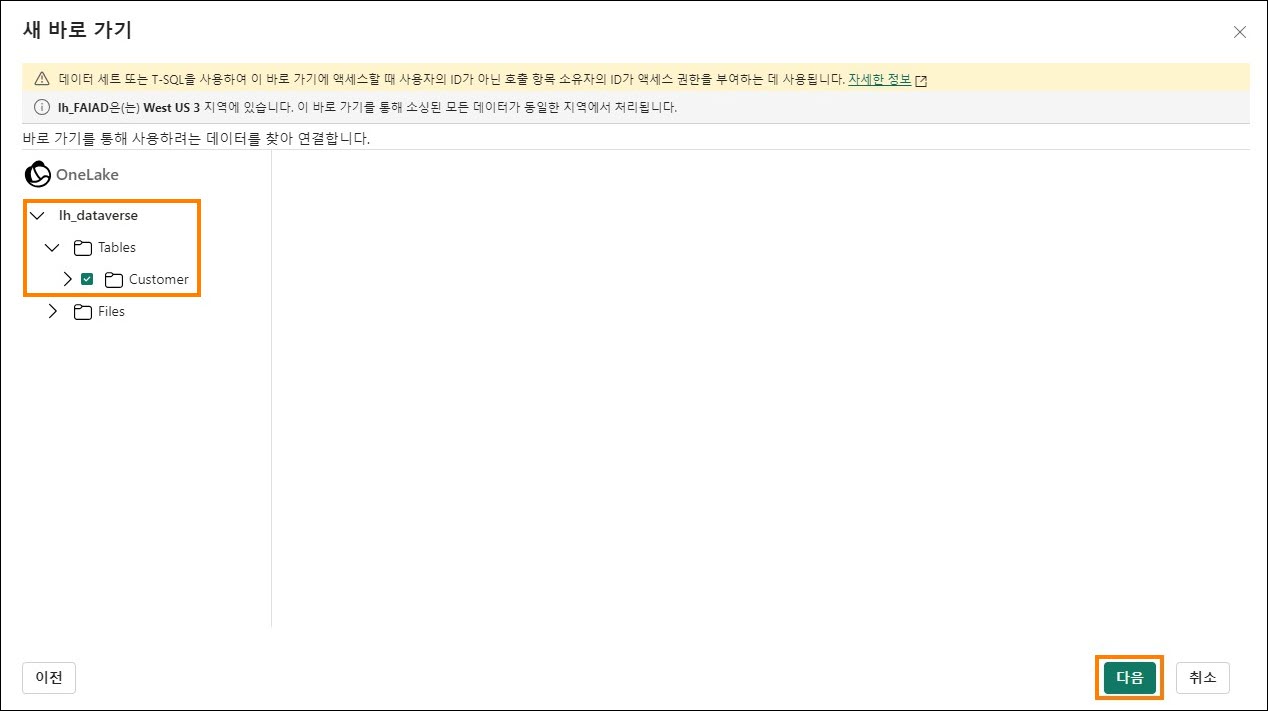 새 바로 가기
데이터 세트 또는 T-SQL을 사용하여 이 바로 가기에 액세스할 때 사용자의 ID가 아닌 호출 항목 소유자의 ID가 액세스 권한을 부여하는 데 사용됩니다. 자세한 정보
lh_FAIAD은(는) West US 3 지역에 있습니다. 이 바로 가기를 통해 소싱된 모든 데이터가 동일한 지역에서 처리됩니다.
바로 가기를 통해 사용하려는 데이터를 찾아 연결합니다.
OneLake
lh_dataverse
Tables
Customer
Files
이전
다음
취소